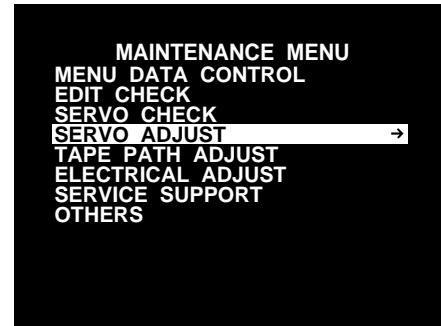 MAINTENANCE MENU
MENU DATA CONTROL
EDIT CHECK
SERVO CHECK
SERVO ADJUST →
TAPE PATH ADJUST
ELECTRICAL ADJUST
SERVICE SUPPORT
OTHERS